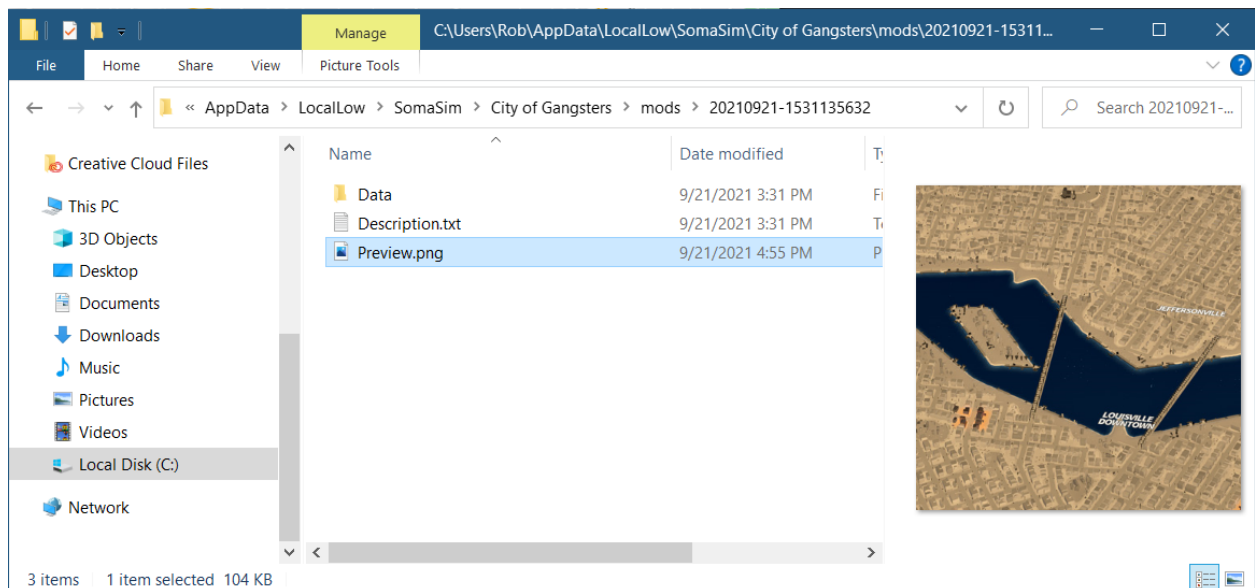 Manage
C:\Users\Rob\AppData\LocalLow\SomaSim\City of Gangsters\mods\20210921-15311...
File Home Share View Picture Tools
« AppData > LocalLow > SomaSim > City of Gangsters > mods > 20210921-1531135632
Search 20210921-...
Creative Cloud Files
This PC
3D Objects
Desktop
Documents
Downloads
Music
Pictures
Videos
Local Disk (C:)
Network
Name Date modified Ty
Data 9/21/2021 3:31 PM Fi
Description.txt 9/21/2021 3:31 PM Te
Preview.png 9/21/2021 4:55 PM P
JEFFERSONVILLE
LOUISVILLE
DOWNTOWN
3 items 1 item selected 104 KB